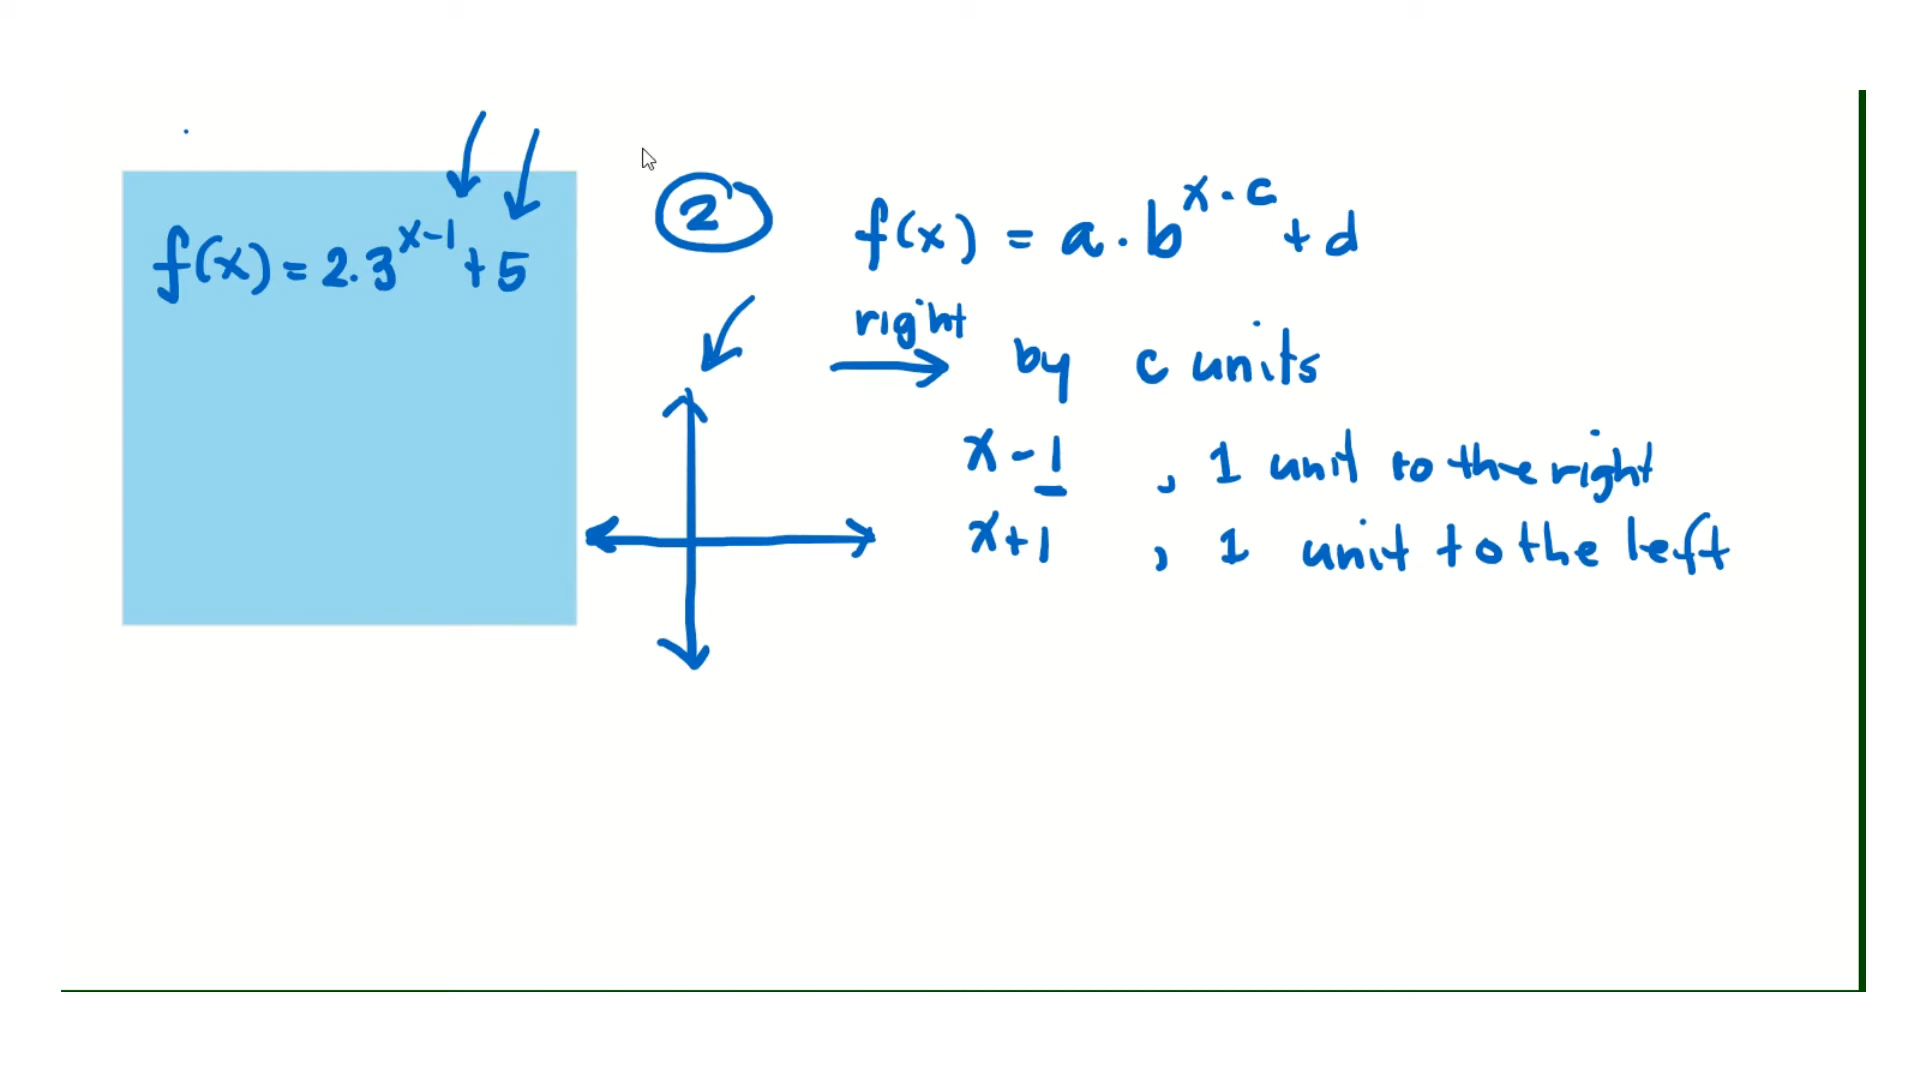 f(x) = 2.3^x-1 + 5
2
f(x) = a . b^x-c + d
right
by c units
x - 1 , 1 unit to the right
x+1 , 1 unit to the left